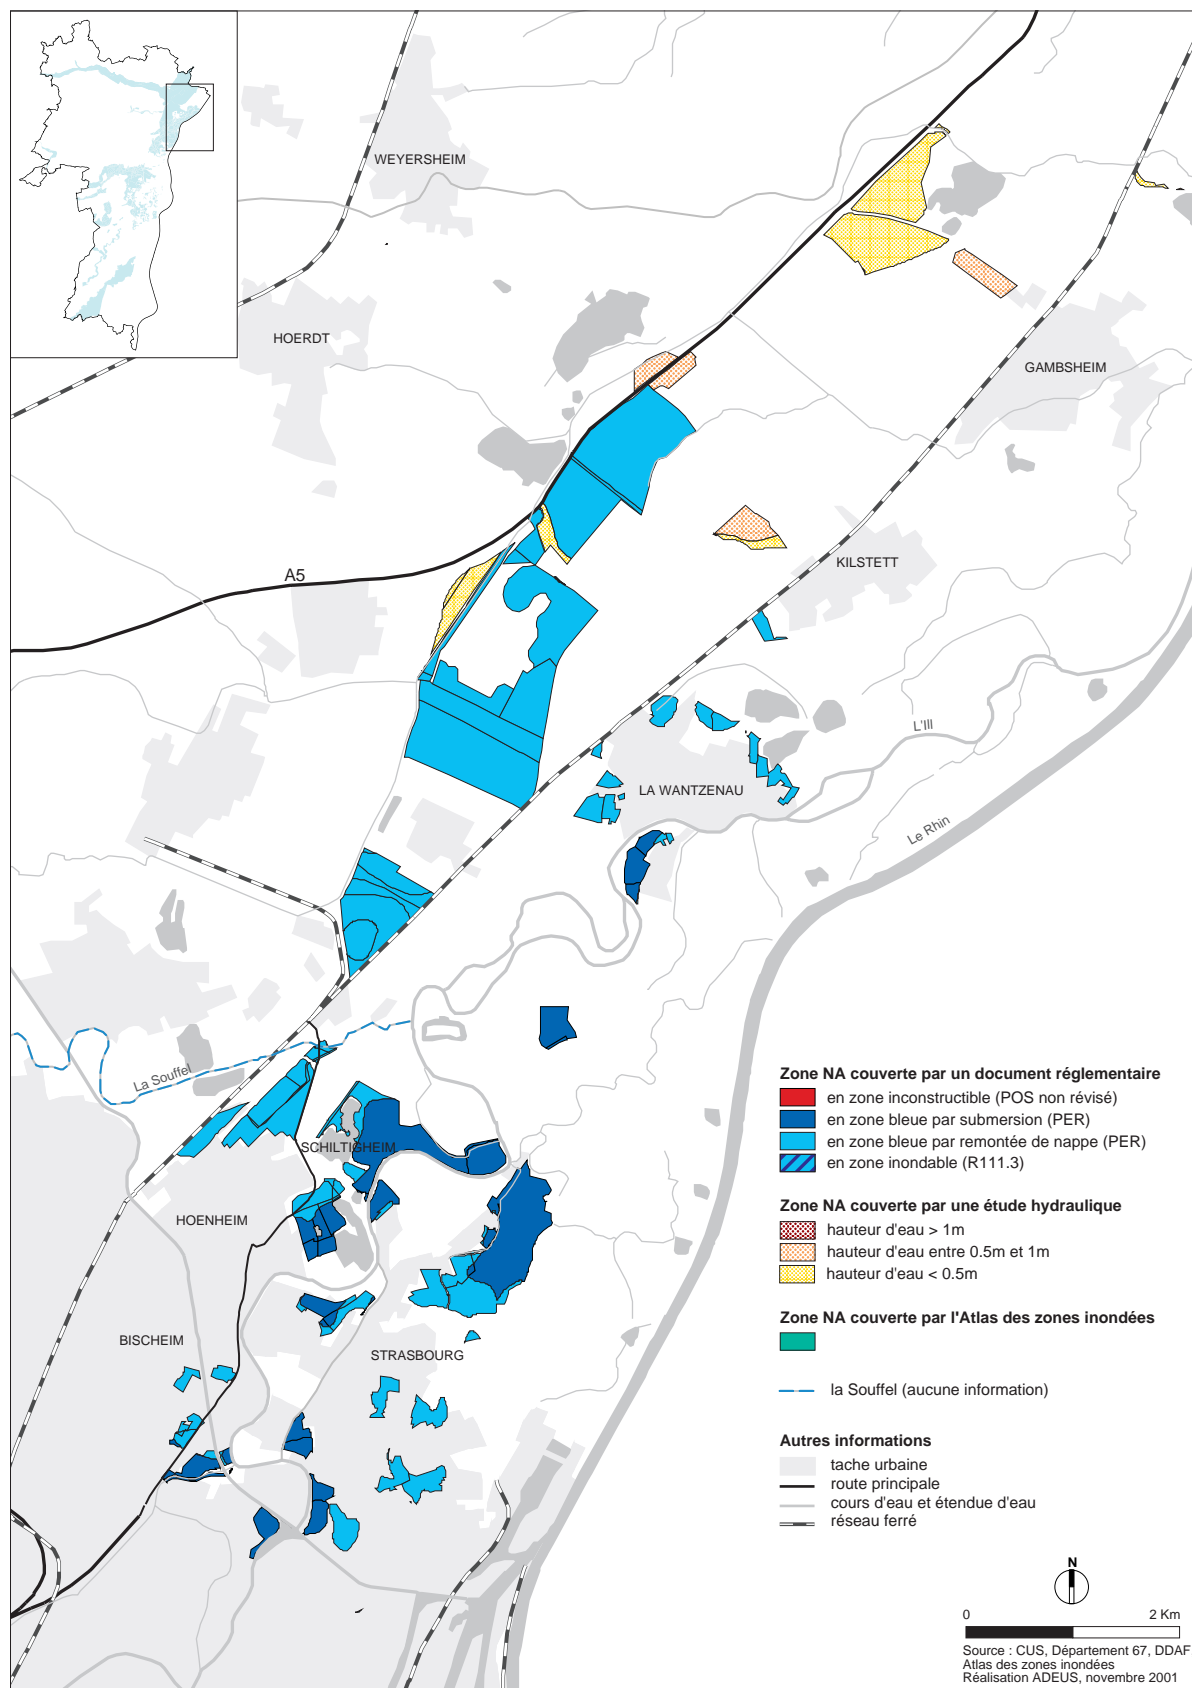 WEYERSHEIM
HOERDT
GAMBSHEIM
A5
KILSTETT
L'Ill
LA WANTZENAU
Le Rhin
La Souffel
SCHILTIGHEIM
HOENHEIM
BISCHEIM
STRASBOURG
Zone NA couverte par un document réglementaire
en zone inconstructible (POS non révisé)
en zone bleue par submersion (PER)
en zone bleue par remontée de nappe (PER)
en zone inondable (R111.3)
Zone NA couverte par une étude hydraulique
hauteur d'eau > 1m
hauteur d'eau entre 0.5m et 1m
hauteur d'eau < 0.5m
Zone NA couverte par l'Atlas des zones inondées
la Souffel (aucune information)
Autres informations
tache urbaine
route principale
cours d'eau et étendue d'eau
réseau ferré
N
0 2 Km
Source : CUS, Département 67, DDAF
Atlas des zones inondées
Réalisation ADEUS, novembre 2001